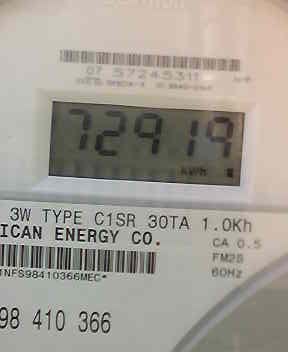 07 57245311
72919
3W TYPE C1SR 30TA 1.0Kh
ICAN ENERGY CO.
CA 0.5
FM2S
60Hz
1NFS98410366MEC*
98 410 366